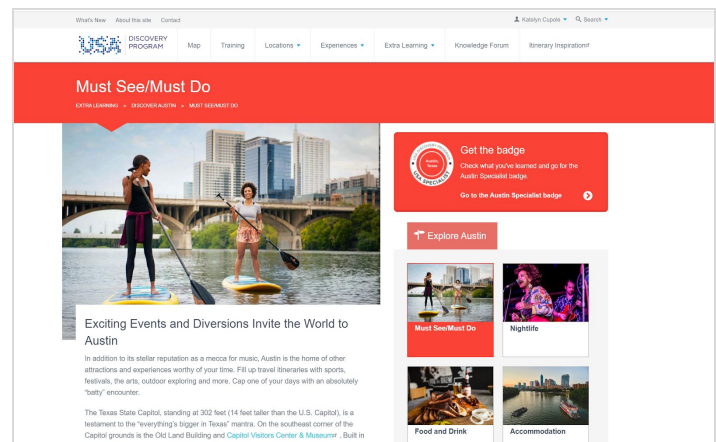 What's New About this site Contact
Katalyn Cupole Search
USA DISCOVERY
PROGRAM
Map Training Locations Experiences Extra Learning Knowledge Forum Itinerary Inspiration
Must See/Must Do
EXTRA LEARNING » DISCOVER AUSTIN » MUST SEE/MUST DO
Get the badge
Check what you've learned and go for the
Austin Specialist badge.
Go to the Austin Specialist badge
Austin,
Texas
USA SPECIALIST
Explore Austin
Must See/Must Do
Nightlife
Food and Drink
Accommodation
Exciting Events and Diversions Invite the World to
Austin
In addition to its stellar reputation as a mecca for music, Austin is the home of other
attractions and experiences worthy of your time. Fill up travel itineraries with sports,
festivals, the arts, outdoor exploring and more. Cap one of your days with an absolutely
“batty” encounter.
The Texas State Capitol, standing at 302 feet (14 feet taller than the U.S. Capitol), is a
testament to the “everything’s bigger in Texas” mantra. On the southeast corner of the
Capitol grounds is the Old Land Building and Capitol Visitors Center & Museum. Built in